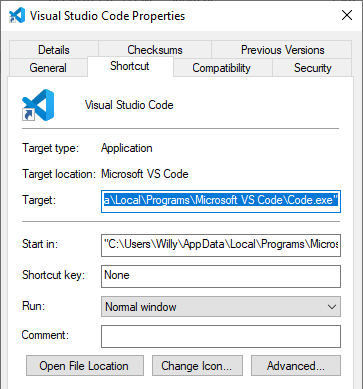 Visual Studio Code Properties
Details Checksums Previous Versions
General Shortcut Compatibility Security
Visual Studio Code
Target type: Application
Target location: Microsoft VS Code
Target: a\Local\Programs\Microsoft VS Code\Code.exe"
Start in: "C:\Users\Willy\AppData\Local\Programs\Micros
Shortcut key: None
Run: Normal window
Comment:
Open File Location Change Icon... Advanced...